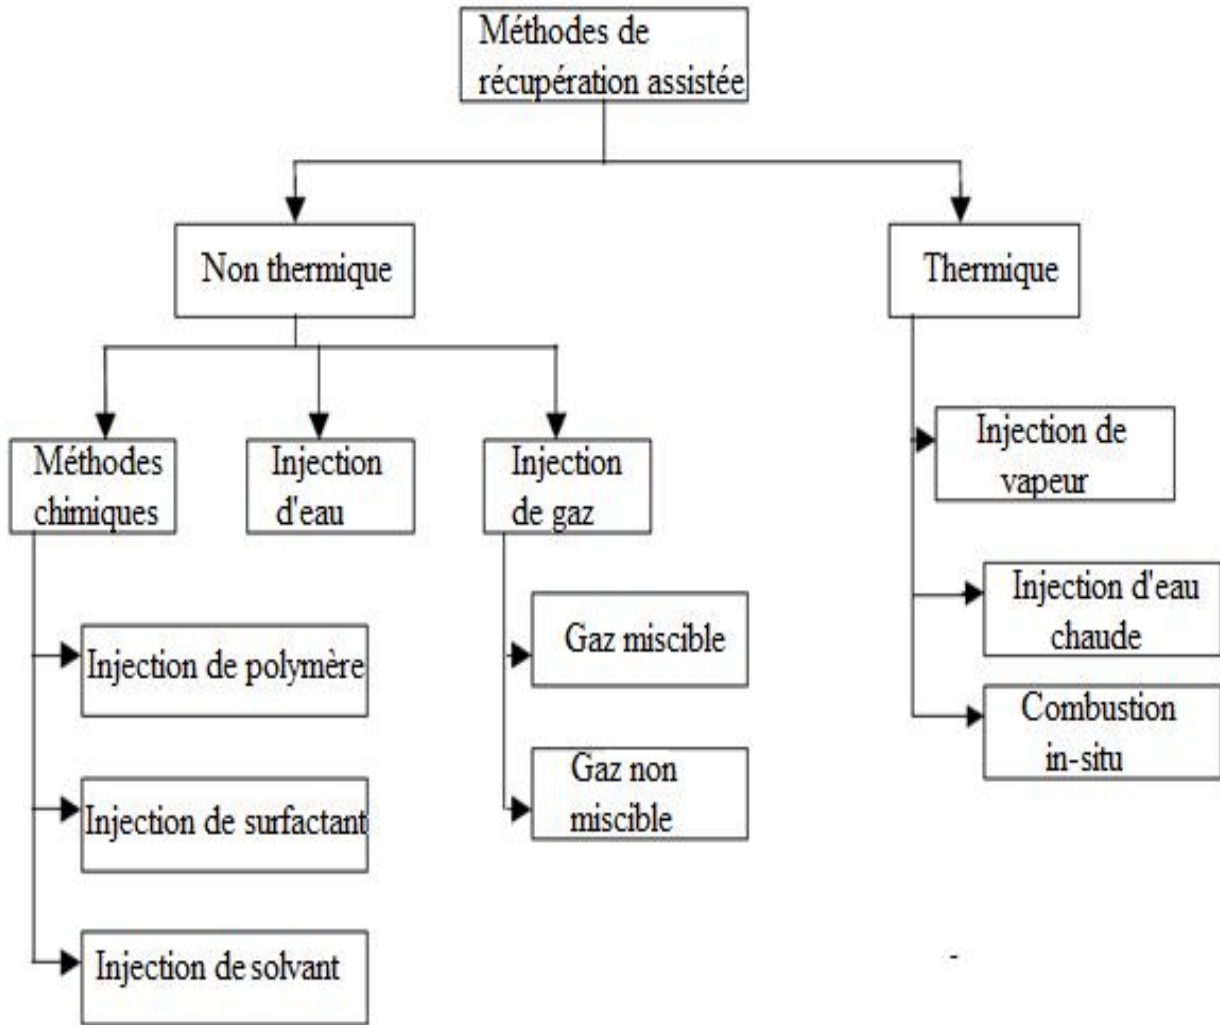 Méthodes de
récupération assistée
Non thermique
Thermique
Méthodes
chimiques
Injection
d'eau
Injection
de gaz
Injection de
vapeur
Injection d'eau
chaude
Combustion
in-situ
Injection de polymère
Injection de surfactant
Injection de solvant
Gaz miscible
Gaz non
miscible
-